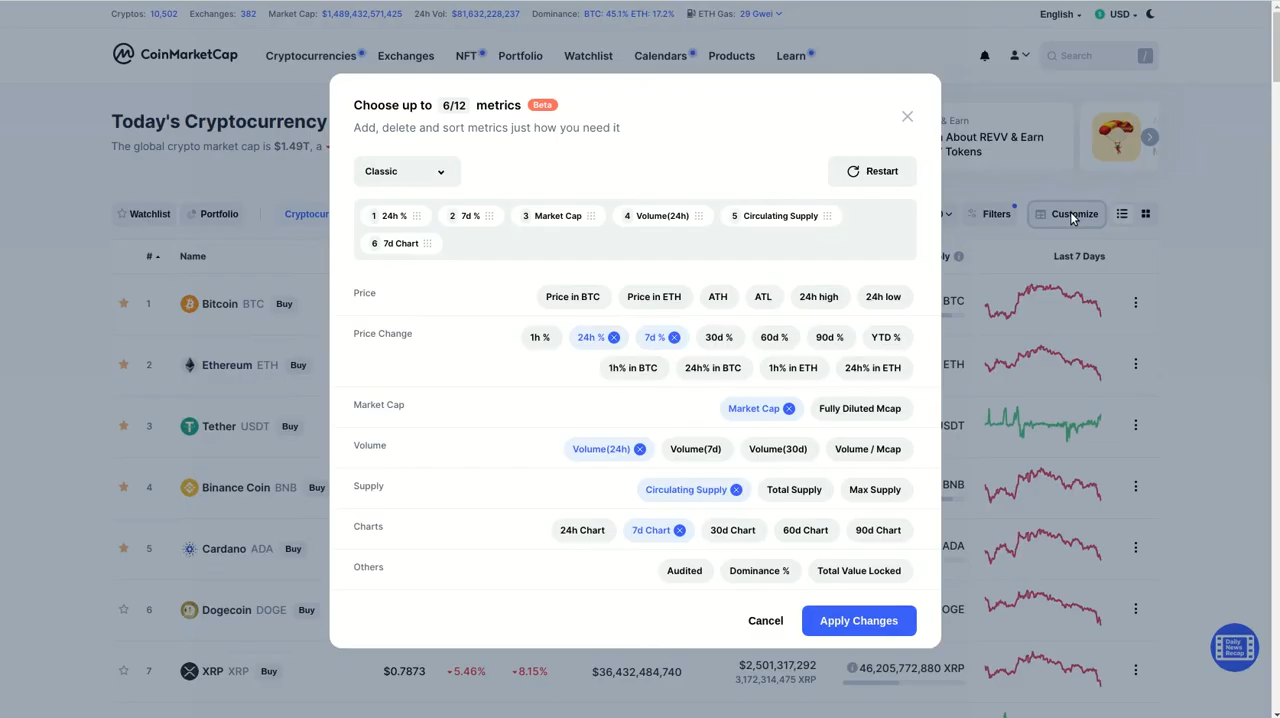 Cryptos: 10,502 Exchanges: 382 Market Cap: $1,489,432,571,425 24h Vol: $81,632,228,237 Dominance: BTC: 45.1% ETH: 17.2% ETH Gas: 29 Gwei English USD
CoinMarketCap Cryptocurrencies Exchanges NFT Portfolio Watchlist Calendars Products Learn Search /
Choose up to 6/12 metrics Beta
Add, delete and sort metrics just how you need it
Today's Cryptocurrency
The global crypto market cap is $1.49T, a
& Earn
About REVV & Earn
Tokens
Classic Restart
Watchlist Portfolio Cryptocur Filters Customize
1 24h % 2 7d % 3 Market Cap 4 Volume(24h) 5 Circulating Supply
6 7d Chart
# Name Last 7 Days
Price Price in BTC Price in ETH ATH ATL 24h high 24h low
1 Bitcoin BTC Buy BTC
Price Change 1h % 24h % 7d % 30d % 60d % 90d % YTD %
1h% in BTC 24h% in BTC 1h% in ETH 24h% in ETH
2 Ethereum ETH Buy ETH
Market Cap Market Cap Fully Diluted Mcap
3 Tether USDT Buy USDT
Volume Volume(24h) Volume(7d) Volume(30d) Volume / Mcap
4 Binance Coin BNB Buy BNB
Supply Circulating Supply Total Supply Max Supply
Charts 24h Chart 7d Chart 30d Chart 60d Chart 90d Chart
5 Cardano ADA Buy ADA
Others Audited Dominance % Total Value Locked
6 Dogecoin DOGE Buy DOGE
Cancel Apply Changes
Daily
News
Recap
7 XRP XRP Buy $0.7873 5.46% 8.15% $36,432,484,740 $2,501,317,292 46,205,772,880 XRP
3,172,314,475 XRP